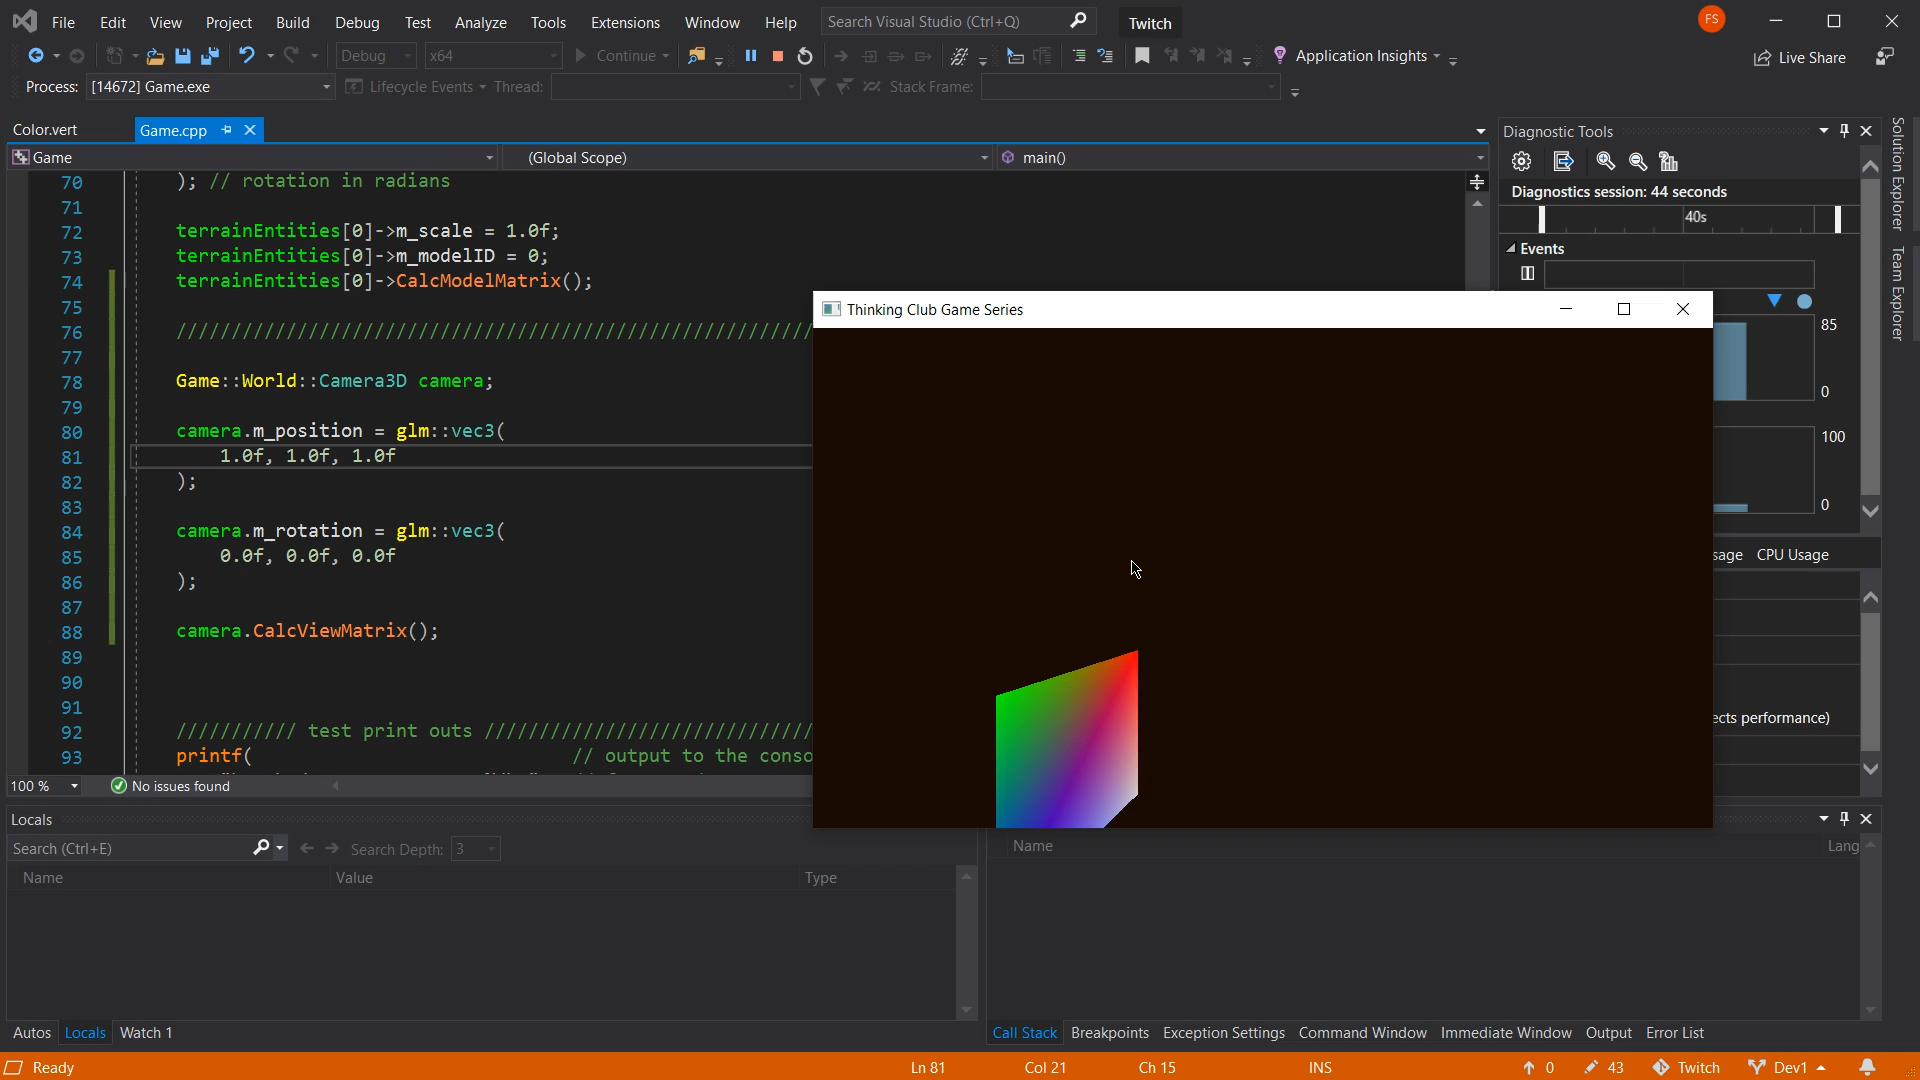 File Edit View Project Build Debug Test Analyze Tools Extensions Window Help Search Visual Studio (Ctrl+Q) Twitch FS
Debug x64 Continue Application Insights Live Share
Process: [14672] Game.exe Lifecycle Events Thread: Stack Frame:
Color.vert Game.cpp
Game (Global Scope) main()
70 ); // rotation in radians
71
72 terrainEntities[0]->m_scale = 1.0f;
73 terrainEntities[0]->m_modelID = 0;
74 terrainEntities[0]->CalcModelMatrix();
75
76 //////////////////////////////////////////////////////////
77
78 Game::World::Camera3D camera;
79
80 camera.m_position = glm::vec3(
81 1.0f, 1.0f, 1.0f
82 );
83
84 camera.m_rotation = glm::vec3(
85 0.0f, 0.0f, 0.0f
86 );
87
88 camera.CalcViewMatrix();
89
90
91
92 /////////// test print outs //////////////////////////////
93 printf( // output to the conso
100 % No issues found
Thinking Club Game Series
Diagnostic Tools
Diagnostics session: 44 seconds
40s
Events
85
0
100
0
sage CPU Usage
ects performance)
Solution Explorer
Team Explorer
Locals
Search (Ctrl+E) Search Depth: 3
Name Value Type
Autos Locals Watch 1
Name Lang
Call Stack Breakpoints Exception Settings Command Window Immediate Window Output Error List
Ready Ln 81 Col 21 Ch 15 INS 0 43 Twitch Dev1